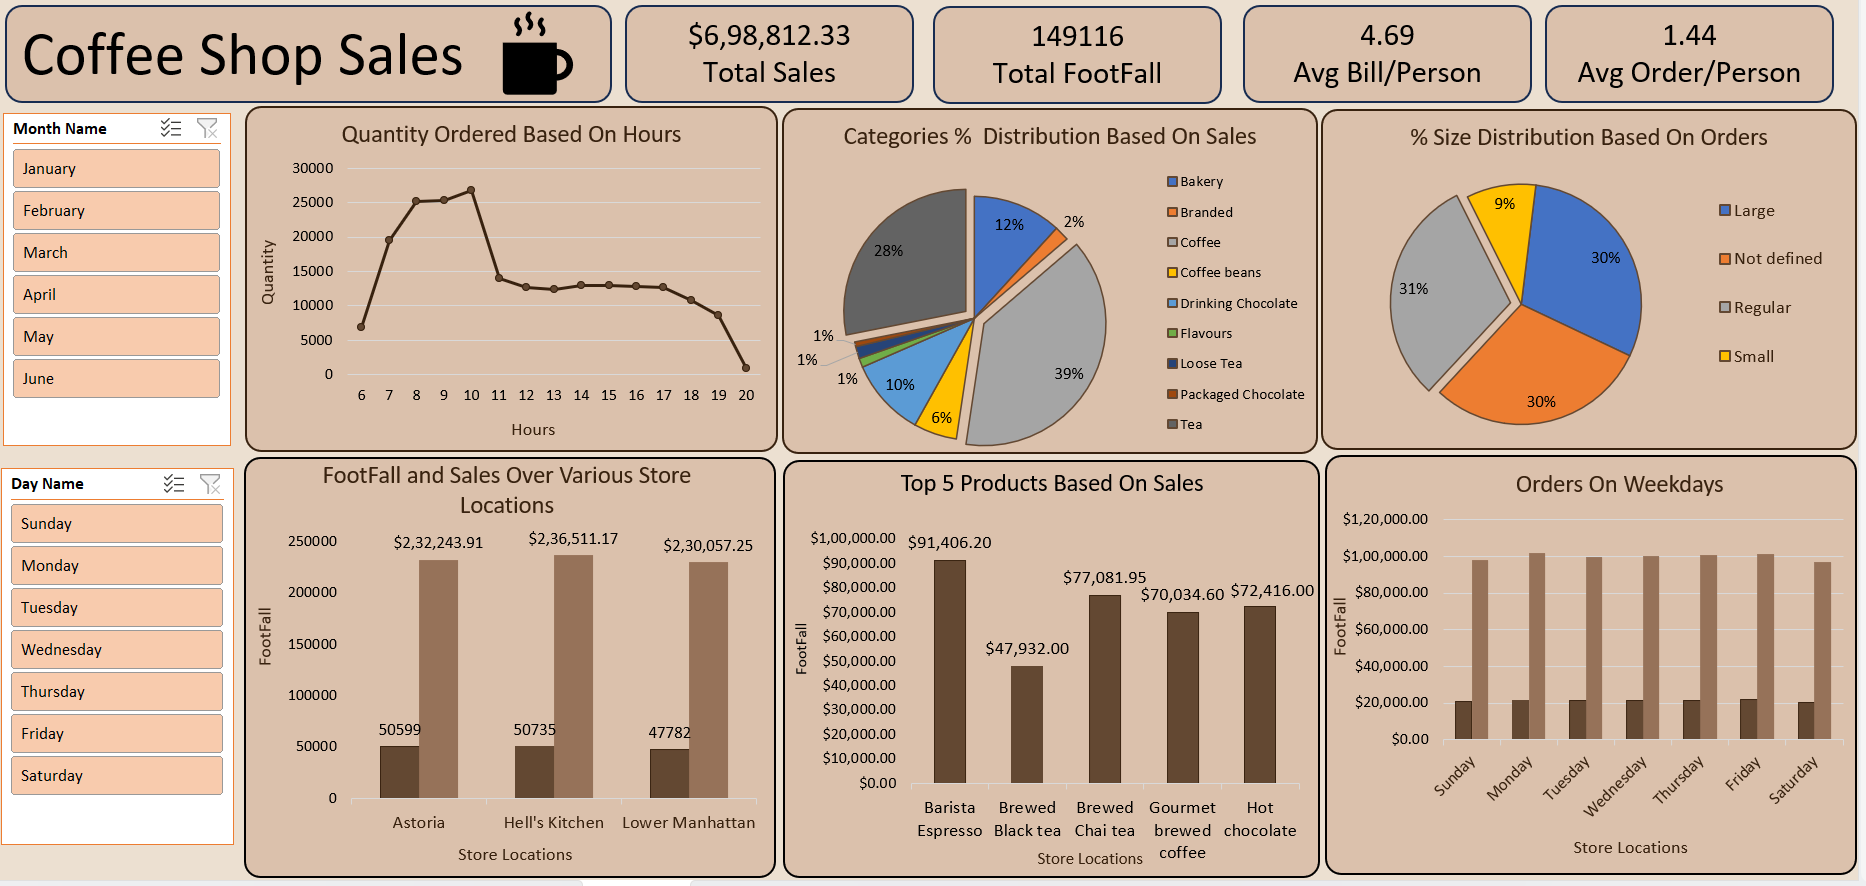 Coffee Shop Sales
$6,98,812.33
Total Sales
149116
Total FootFall
4.69
Avg Bill/Person
1.44
Avg Order/Person
Month Name
January
February
March
April
May
June
Day Name
Sunday
Monday
Tuesday
Wednesday
Thursday
Friday
Saturday
Quantity Ordered Based On Hours
Quantity
30000
25000
20000
15000
10000
5000
0
6 7 8 9 10 11 12 13 14 15 16 17 18 19 20
Hours
Categories % Distribution Based On Sales
12%
2%
39%
6%
10%
1%
1%
1%
28%
Bakery
Branded
Coffee
Coffee beans
Drinking Chocolate
Flavours
Loose Tea
Packaged Chocolate
Tea
% Size Distribution Based On Orders
9%
30%
31%
30%
Large
Not defined
Regular
Small
FootFall and Sales Over Various Store
Locations
FootFall
250000
200000
150000
100000
50000
0
$2,32,243.91
$2,36,511.17
$2,30,057.25
50599
50735
47782
Astoria
Hell's Kitchen
Lower Manhattan
Store Locations
Top 5 Products Based On Sales
FootFall
$1,00,000.00
$90,000.00
$80,000.00
$70,000.00
$60,000.00
$50,000.00
$40,000.00
$30,000.00
$20,000.00
$10,000.00
$0.00
$91,406.20
$47,932.00
$77,081.95
$70,034.60
$72,416.00
Barista
Espresso
Brewed
Black tea
Brewed
Chai tea
Gourmet
brewed
coffee
Hot
chocolate
Store Locations
Orders On Weekdays
FootFall
$1,20,000.00
$1,00,000.00
$80,000.00
$60,000.00
$40,000.00
$20,000.00
$0.00
Sunday
Monday
Tuesday
Wednesday
Thursday
Friday
Saturday
Store Locations